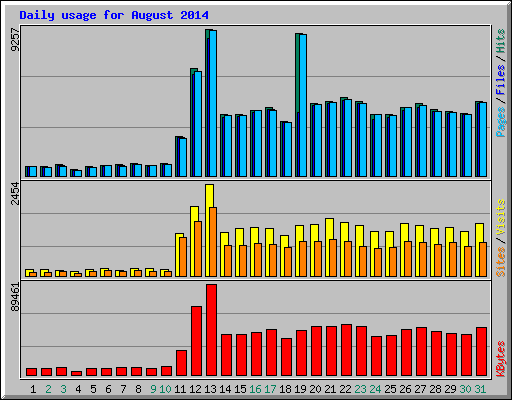 Daily usage for August 2014
9257
Pages / Files / Hits
2454
Sites / Visits
89461
KBytes
1 2 3 4 5 6 7 8 9 10 11 12 13 14 15 16 17 18 19 20 21 22 23 24 25 26 27 28 29 30 31